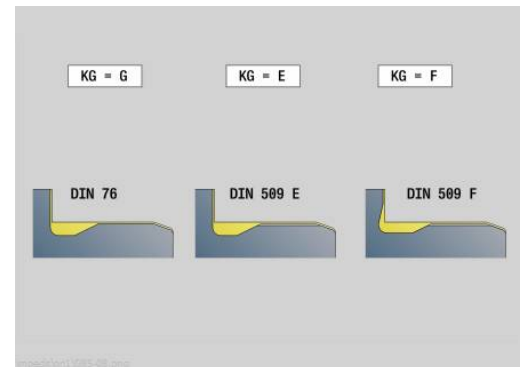 KG = G
KG = E
KG = F
DIN 76
DIN 509 E
DIN 509 F